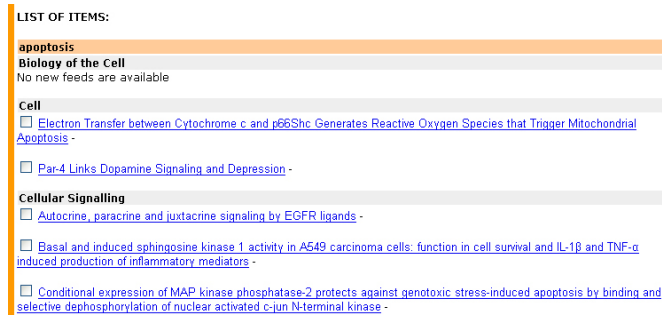 LIST OF ITEMS:
apoptosis
Biology of the Cell
No new feeds are available
Cell
Electron Transfer between Cytochrome c and p66Shc Generates Reactive Oxygen Species that Trigger Mitochondrial
Apoptosis -
Par-4 Links Dopamine Signaling and Depression -
Cellular Signalling
Autocrine, paracrine and juxtacrine signaling by EGFR ligands -
Basal and induced sphingosine kinase 1 activity in A549 carcinoma cells: function in cell survival and IL-1β and TNF-α
induced production of inflammatory mediators -
Conditional expression of MAP kinase phosphatase-2 protects against genotoxic stress-induced apoptosis by binding and
selective dephosphorylation of nuclear activated c-jun N-terminal kinase -